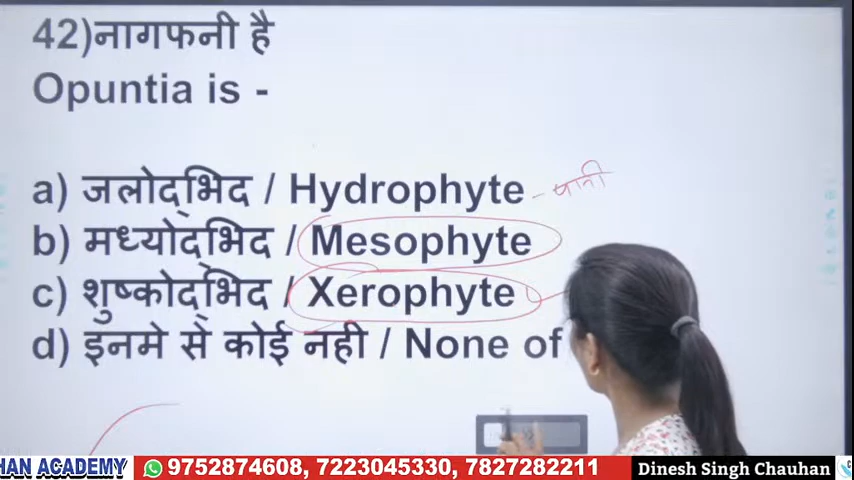 42)नागफनी है
Opuntia is -
a) जलोद्भिद / Hydrophyte - पानी
b) मध्योद्भिद / Mesophyte
c) शुष्कोद्भिद / Xerophyte
d) इनमे से कोई नही / None of
HAN ACADEMY 9752874608, 7223045330, 7827282211 Dinesh Singh Chauhan